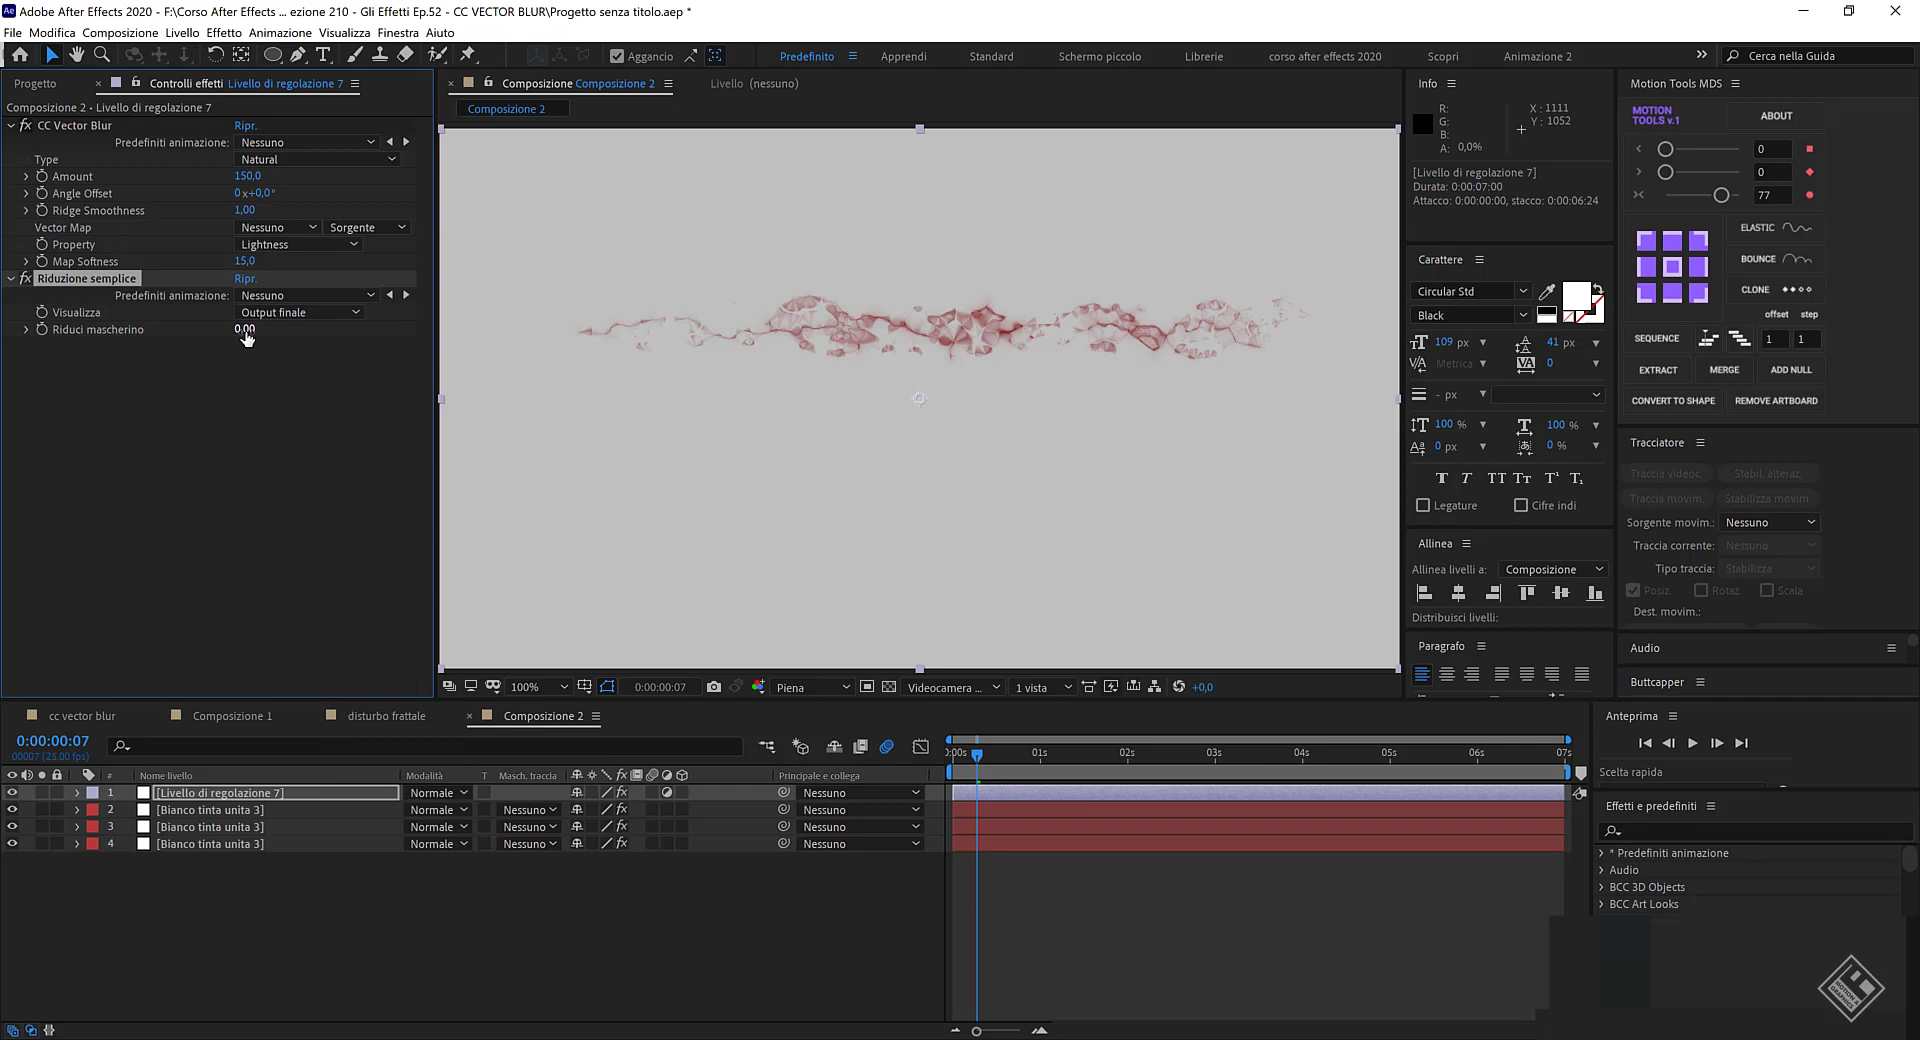 Ae Adobe After Effects 2020 - F:\Corso After Effects ... ezione 210 - Gli Effetti Ep.52 - CC VECTOR BLUR\Progetto senza titolo.aep *
File Modifica Composizione Livello Effetto Animazione Visualizza Finestra Aiuto
Aggancio Predefinito Apprendi Standard Schermo piccolo Librerie corso after effects 2020 Scopri Animazione 2 Cerca nella Guida
Progetto Controlli effetti Livello di regolazione 7
Composizione 2 • Livello di regolazione 7
fx CC Vector Blur Ripr.
Predefiniti animazione: Nessuno
Type Natural
Amount 150,0
Angle Offset 0 x+0,0°
Ridge Smoothness 1,00
Vector Map Nessuno Sorgente
Property Lightness
Map Softness 15,0
fx Riduzione semplice Ripr.
Predefiniti animazione: Nessuno
Visualizza Output finale
Riduci mascherino 0,00
Composizione Composizione 2 Livello (nessuno)
Composizione 2
100% 0:00:00:07 Piena Videocamera ... 1 vista +0,0
Info
R: X : 1111
G: Y : 1052
B:
A: 0,0%
[Livello di regolazione 7]
Durata: 0:00:07:00
Attacco: 0:00:00:00, stacco: 0:00:06:24
Carattere
Circular Std
Black
109 px 41 px
Metrica 0
- px
100 % 100 %
0 px 0 %
Legature Cifre indi
Allinea
Allinea livelli a: Composizione
Distribuisci livelli:
Paragrafo
Motion Tools MDS
MOTION TOOLS v.1 ABOUT
0
0
77
ELASTIC
BOUNCE
CLONE
offset step
SEQUENCE 1 1
EXTRACT MERGE ADD NULL
CONVERT TO SHAPE REMOVE ARTBOARD
Tracciatore
Traccia videoc. Stabil. alteraz.
Traccia movim. Stabilizza movim.
Sorgente movim.: Nessuno
Traccia corrente: Nessuno
Tipo traccia: Stabilizza
Posiz. Rotaz. Scala
Dest. movim.:
Audio
Buttcapper
cc vector blur Composizione 1 disturbo frattale Composizione 2
0:00:00:07
00007 (25.00 fps)
# Nome livello Modalità T Masch. traccia Principale e collega
1 [Livello di regolazione 7] Normale Nessuno
2 [Bianco tinta unita 3] Normale Nessuno Nessuno
3 [Bianco tinta unita 3] Normale Nessuno Nessuno
4 [Bianco tinta unita 3] Normale Nessuno Nessuno
:00s 01s 02s 03s 04s 05s 06s 07s
Anteprima
Scelta rapida
Effetti e predefiniti
* Predefiniti animazione
Audio
BCC 3D Objects
BCC Art Looks